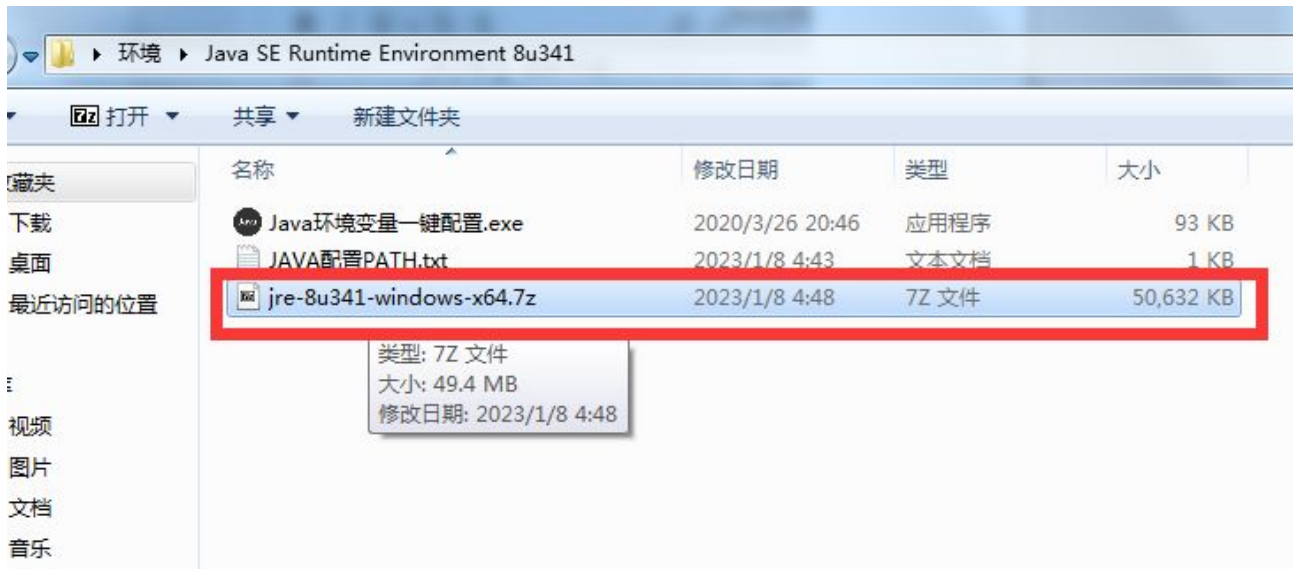 环境 Java SE Runtime Environment 8u341
打开 共享 新建文件夹
名称 修改日期 类型 大小
藏夹
下载
桌面
最近访问的位置
视频
图片
文档
音乐
Java环境变量一键配置.exe 2020/3/26 20:46 应用程序 93 KB
JAVA配置PATH.txt 2023/1/8 4:43 文本文档 1 KB
jre-8u341-windows-x64.7z 2023/1/8 4:48 7Z 文件 50,632 KB
类型: 7Z 文件
大小: 49.4 MB
修改日期: 2023/1/8 4:48